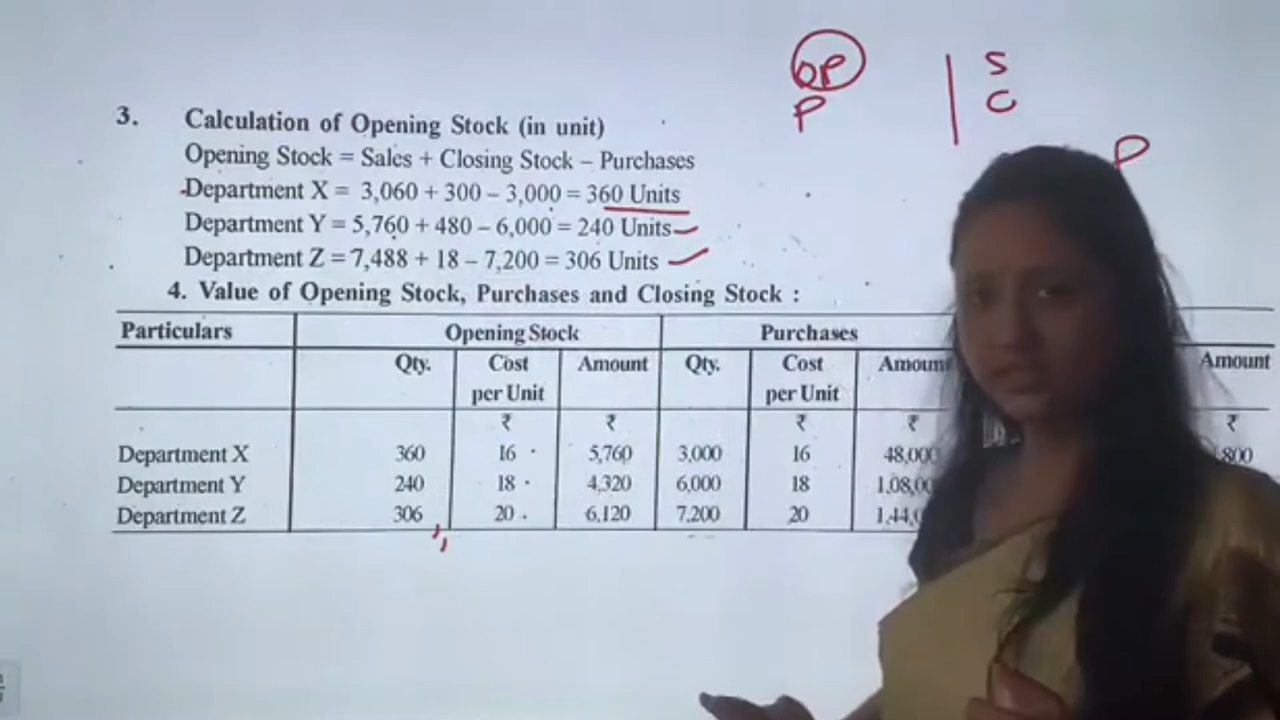 OP
P
S
C
P
3. Calculation of Opening Stock (in unit)
Opening Stock = Sales + Closing Stock – Purchases
Department X = 3,060 + 300 – 3,000 = 360 Units
Department Y = 5,760 + 480 – 6,000 = 240 Units
Department Z = 7,488 + 18 – 7,200 = 306 Units
4. Value of Opening Stock, Purchases and Closing Stock :
Particulars Opening Stock Purchases
Qty. Cost per Unit Amount Qty. Cost per Unit Amount
₹ ₹ ₹ ₹ ₹
Department X 360 16 5,760 3,000 16 48,000
Department Y 240 18 4,320 6,000 18
Department Z 306 20 6,120 7,200 20